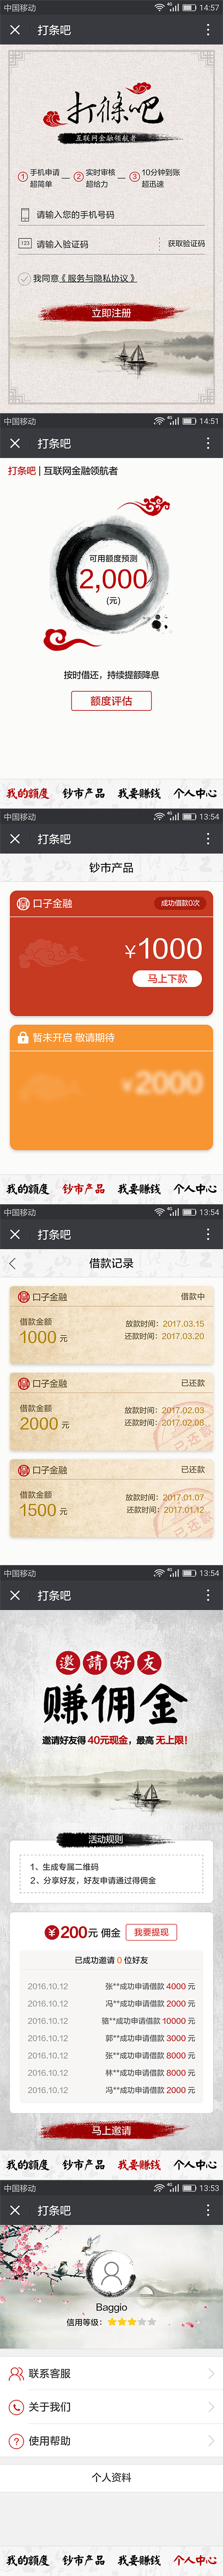 中国移动
4G
14:57
打条吧
打條吧
互联网金融领航者
1 手机申请
超简单
2 实时审核
超给力
3 10分钟到账
超迅速
请输入您的手机号码
123 请输入验证码
获取验证码
我同意《服务与隐私协议》
立即注册
中国移动
4G
14:51
打条吧
打条吧 | 互联网金融领航者
可用额度预测
2,000
(元)
按时借还，持续提额降息
额度评估
我的额度 钞市产品 我要赚钱 个人中心
中国移动
4G
13:54
打条吧
钞市产品
口子金融
成功借款0次
¥1000
马上下款
暂未开启 敬请期待
¥2000
我的额度 钞市产品 我要赚钱 个人中心
中国移动
4G
13:54
打条吧
借款记录
口子金融
借款中
借款金额
1000 元
放款时间：2017.03.15
还款时间：2017.03.20
口子金融
已还款
借款金额
2000 元
放款时间：2017.02.03
还款时间：2017.02.08
已还款
口子金融
已还款
借款金额
1500 元
放款时间：2017.01.07
还款时间：2017.01.12
已还款
中国移动
4G
13:54
打条吧
邀請好友
赚佣金
邀请好友得 40元现金，最高 无上限！
活动规则
1、生成专属二维码
2、分享好友，好友申请通过得佣金
¥200元 佣金
我要提现
已成功邀请 0 位好友
2016.10.12 张**成功申请借款 4000 元
2016.10.12 冯**成功申请借款 2000 元
2016.10.12 骆**成功申请借款 10000 元
2016.10.12 郭**成功申请借款 3000 元
2016.10.12 张**成功申请借款 8000 元
2016.10.12 林**成功申请借款 8000 元
2016.10.12 冯**成功申请借款 2000 元
马上邀请
我的额度 钞市产品 我要赚钱 个人中心
中国移动
4G
13:53
打条吧
Baggio
信用等级：
联系客服
关于我们
使用帮助
个人资料
我的额度 钞市产品 我要赚钱 个人中心